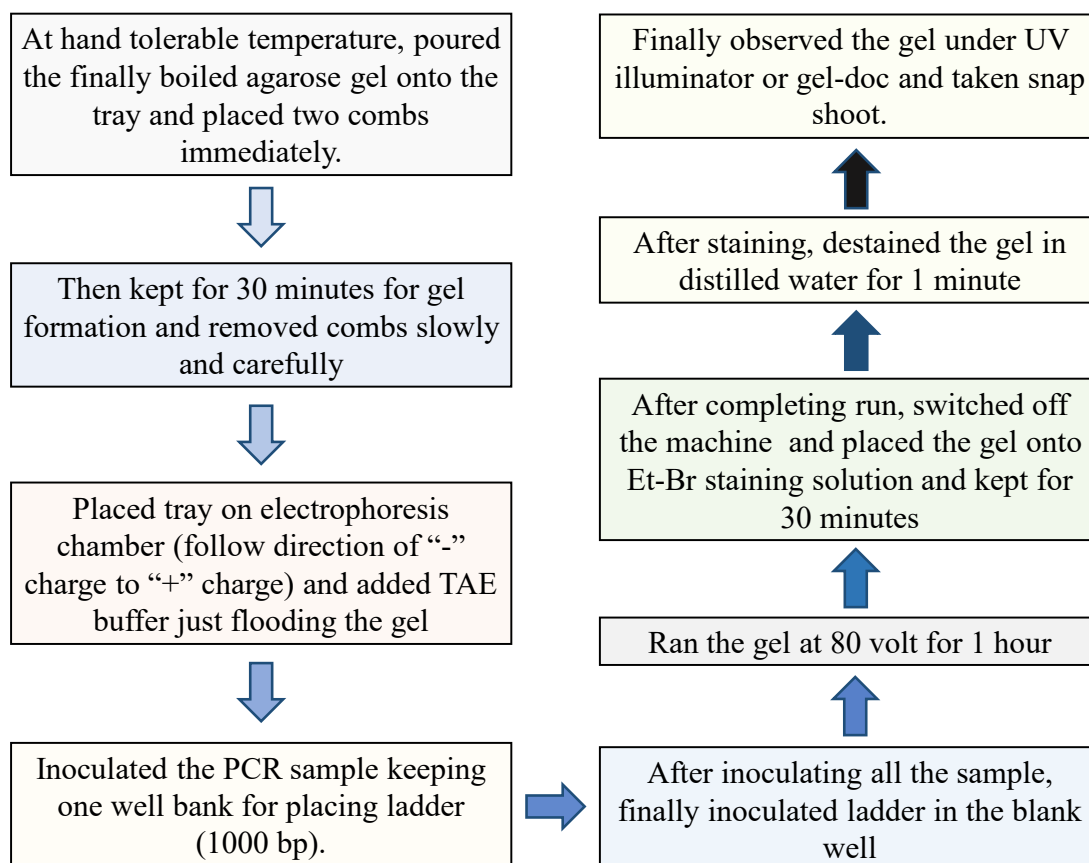 At hand tolerable temperature, poured
the finally boiled agarose gel onto
the tray and placed two combs
immediately.
Then kept for 30 minutes for gel
formation and removed combs slowly
and carefully
Placed tray on electrophoresis
chamber (follow direction of “-”
charge to “+” charge) and added TAE
buffer just flooding the gel
Inoculated the PCR sample keeping
one well bank for placing ladder
(1000 bp).
After inoculating all the sample,
finally inoculated ladder in the blank
well
Ran the gel at 80 volt for 1 hour
After completing run, switched off
the machine and placed the gel onto
Et-Br staining solution and kept for
30 minutes
After staining, destained the gel in
distilled water for 1 minute
Finally observed the gel under UV
illuminator or gel-doc and taken snap
shoot.